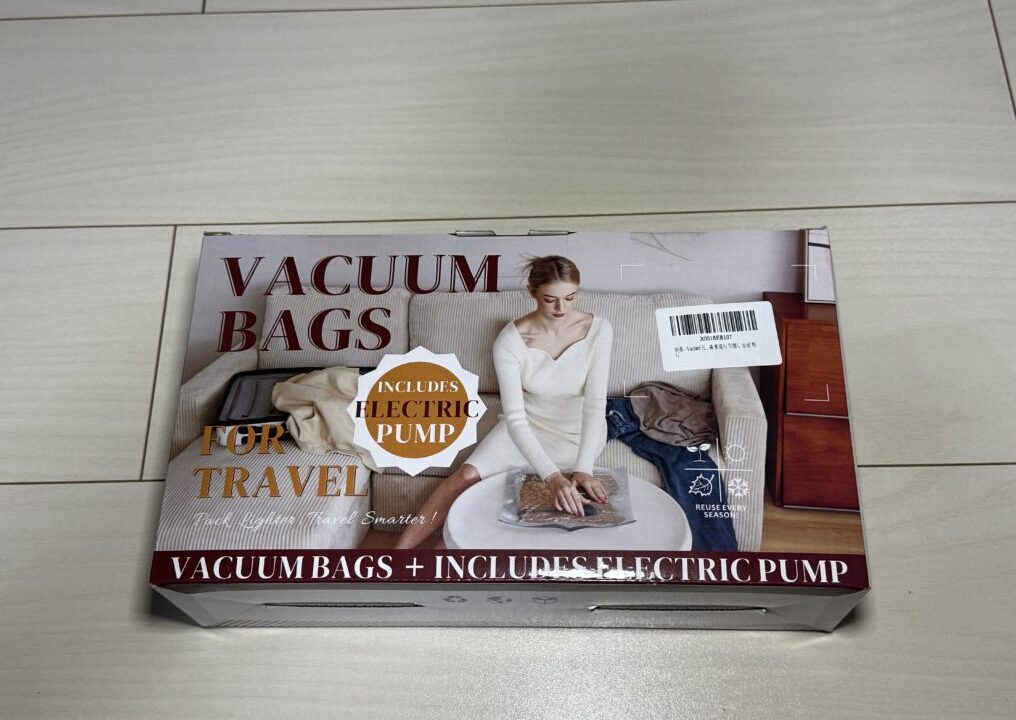 VACUUM
BAGS
INCLUDES
ELECTRIC
PUMP
FOR
TRAVEL
Pack Lighter Travel Smarter !
REUSE EVERY
SEASON!
VACUUM BAGS + INCLUDES ELECTRIC PUMP